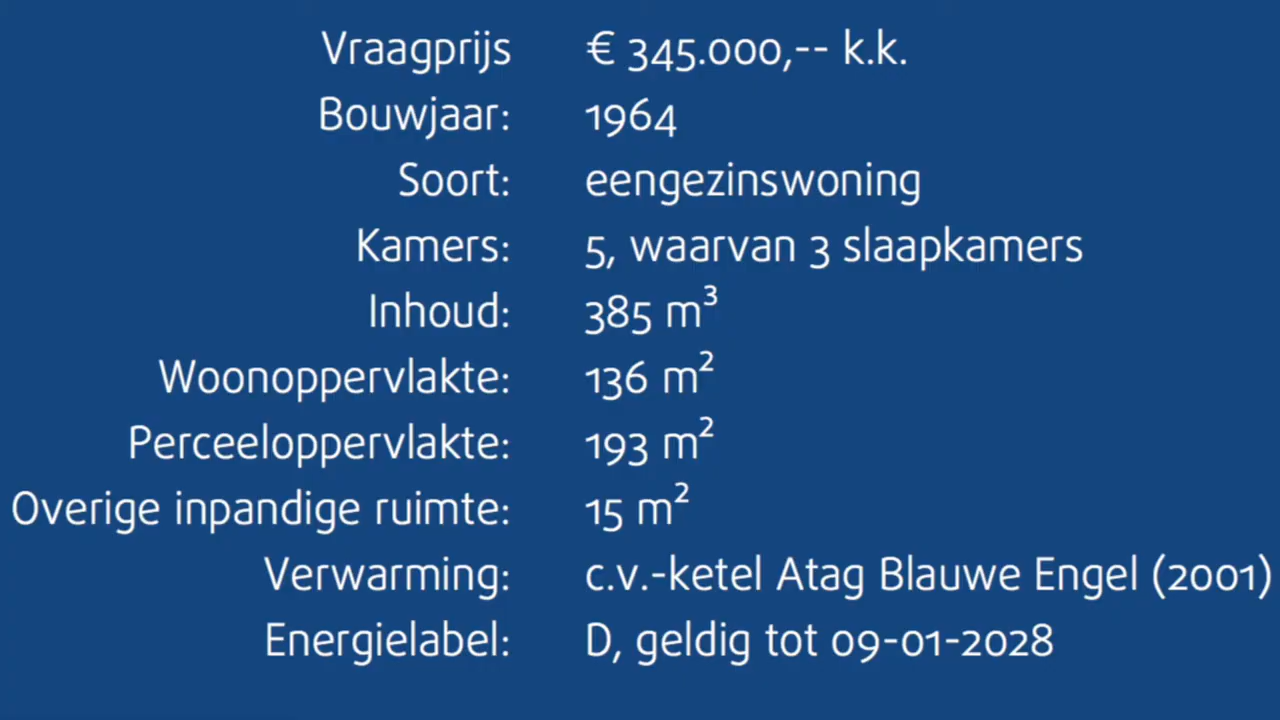 Vraagprijs € 345.000,-- k.k.
Bouwjaar: 1964
Soort: eengezinswoning
Kamers: 5, waarvan 3 slaapkamers
Inhoud: 385 m³
Woonoppervlakte: 136 m²
Perceeloppervlakte: 193 m²
Overige inpandige ruimte: 15 m²
Verwarming: c.v.-ketel Atag Blauwe Engel (2001)
Energielabel: D, geldig tot 09-01-2028